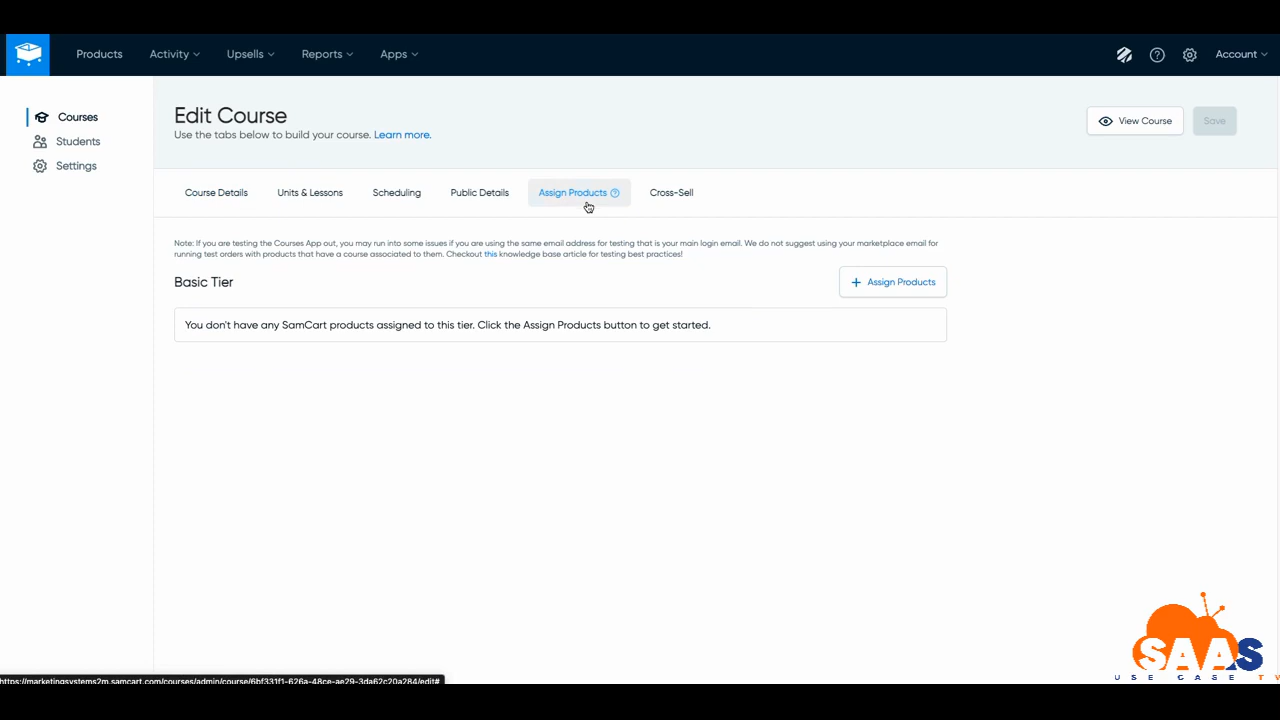 Products Activity Upsells Reports Apps Account
Courses
Students
Settings
Edit Course
Use the tabs below to build your course. Learn more.
View Course Save
Course Details Units & Lessons Scheduling Public Details Assign Products Cross-Sell
Note: If you are testing the Courses App out, you may run into some issues if you are using the same email address for testing that is your main login email. We do not suggest using your marketplace email for
running test orders with products that have a course associated to them. Checkout this knowledge base article for testing best practices!
Basic Tier
+ Assign Products
You don't have any SamCart products assigned to this tier. Click the Assign Products button to get started.
SAAS
USE CASE TV
https://marketingsystems2m.samcart.com/courses/admin/course/6bf331f1-626a-48ce-ae29-3da62c20a284/edit#